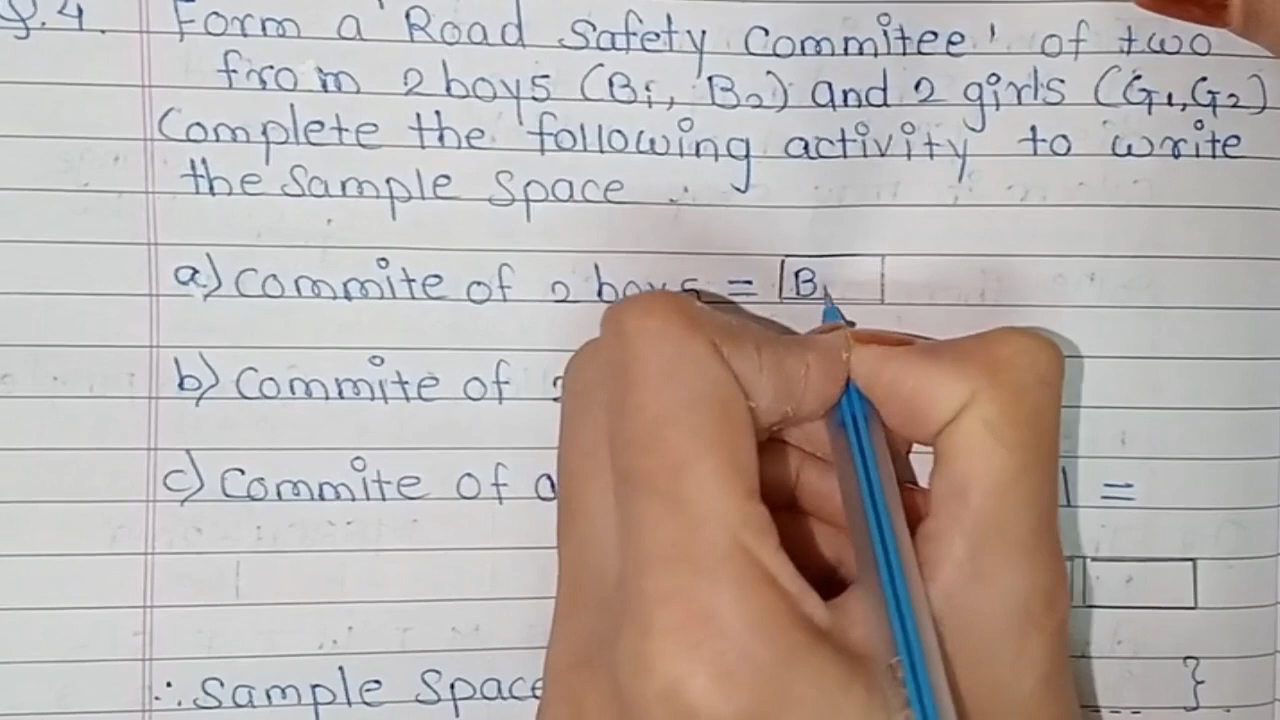 Q.4. Form a 'Road Safety Commitee' of two
from 2 boys (B1, B2) and 2 girls (G1, G2)
Complete the following activity to write
the Sample Space :
a) Commite of 2 boys = B1
b) Commite of
c) Commite of =
∴ Sample Space }